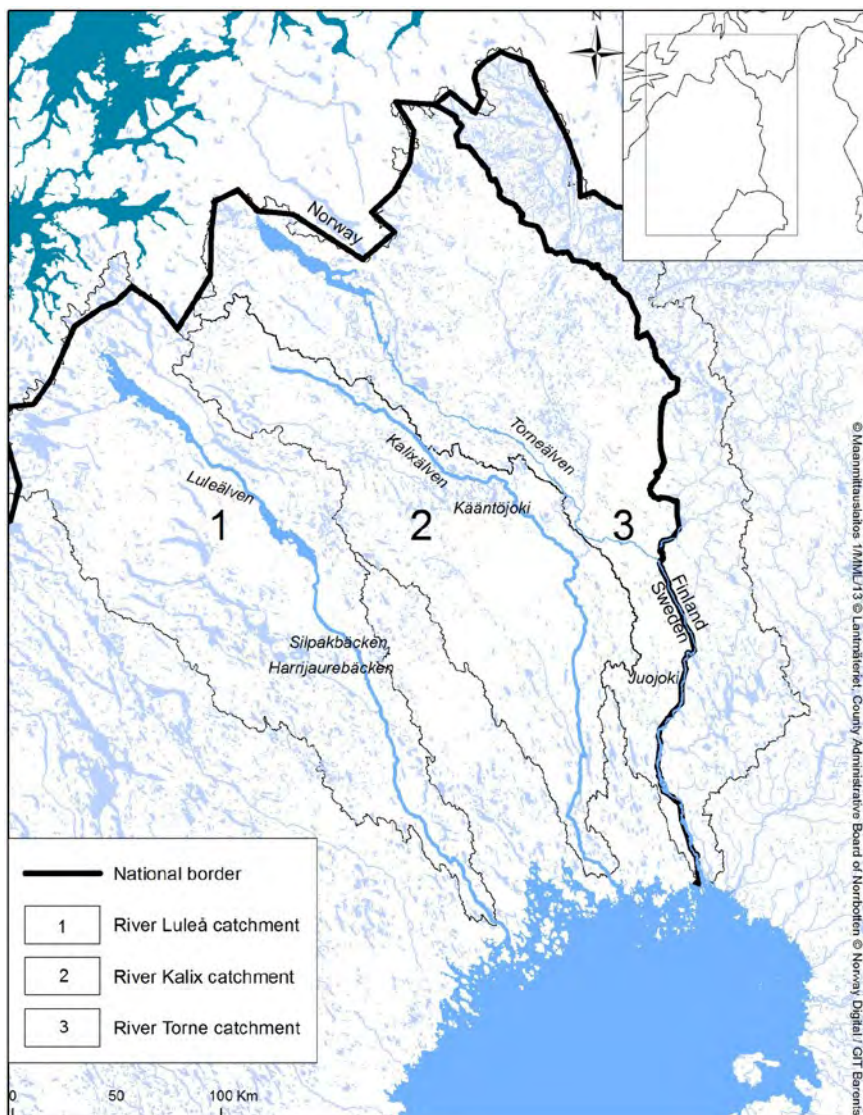 N
Norway
Torneälven
Kalixälven
Luleälven
Kääntöjoki
1
2
3
Finland
Sweden
Siipakbäcken
Harrijaurebäcken
Juojoki
National border
1 River Luleå catchment
2 River Kalix catchment
3 River Torne catchment
0 50 100 Km
© Maanmittauslaitos 1/MML/13 © Lantmäteriet, County Administrative Board of Norrbotten © Norway Digital / GIT Barents